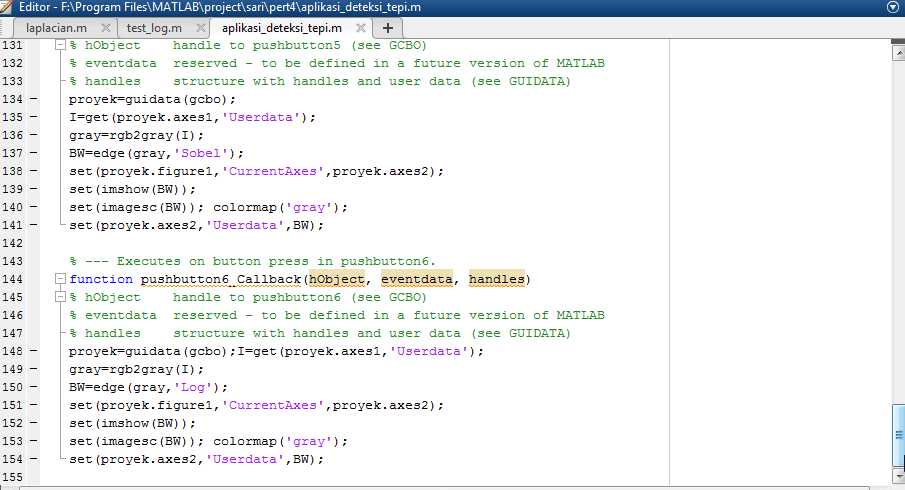 Editor - F:\Program Files\MATLAB\project\sari\pert4\aplikasi_deteksi_tepi.m
laplacian.m × test_log.m × aplikasi_deteksi_tepi.m × +
131 % hObject    handle to pushbutton5 (see GCBO)
132 % eventdata  reserved - to be defined in a future version of MATLAB
133 % handles    structure with handles and user data (see GUIDATA)
134 – proyek=guidata(gcbo);
135 – I=get(proyek.axes1,'Userdata');
136 – gray=rgb2gray(I);
137 – BW=edge(gray,'Sobel');
138 – set(proyek.figure1,'CurrentAxes',proyek.axes2);
139 – set(imshow(BW));
140 – set(imagesc(BW)); colormap('gray');
141 – set(proyek.axes2,'Userdata',BW);
142
143 % --- Executes on button press in pushbutton6.
144 – function pushbutton6_Callback(hObject, eventdata, handles)
145 % hObject    handle to pushbutton6 (see GCBO)
146 % eventdata  reserved - to be defined in a future version of MATLAB
147 % handles    structure with handles and user data (see GUIDATA)
148 – proyek=guidata(gcbo);I=get(proyek.axes1,'Userdata');
149 – gray=rgb2gray(I);
150 – BW=edge(gray,'Log');
151 – set(proyek.figure1,'CurrentAxes',proyek.axes2);
152 – set(imshow(BW));
153 – set(imagesc(BW)); colormap('gray');
154 – set(proyek.axes2,'Userdata',BW);
155